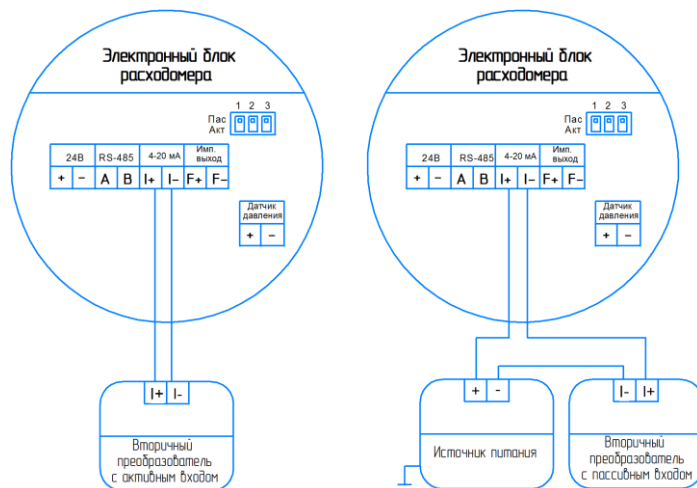 Электронный блок
расходомера
1 2 3
Пас
Акт
24В RS-485 4-20 мА Имп. выход
+ - A B I+ I- F+ F-
Датчик
давления
+ -
I+ I-
Вторичный
преобразователь
с активным входом
Электронный блок
расходомера
1 2 3
Пас
Акт
24В RS-485 4-20 мА Имп. выход
+ - A B I+ I- F+ F-
Датчик
давления
+ -
+ -
Источник питания
I- I+
Вторичный
преобразователь
с пассивным входом